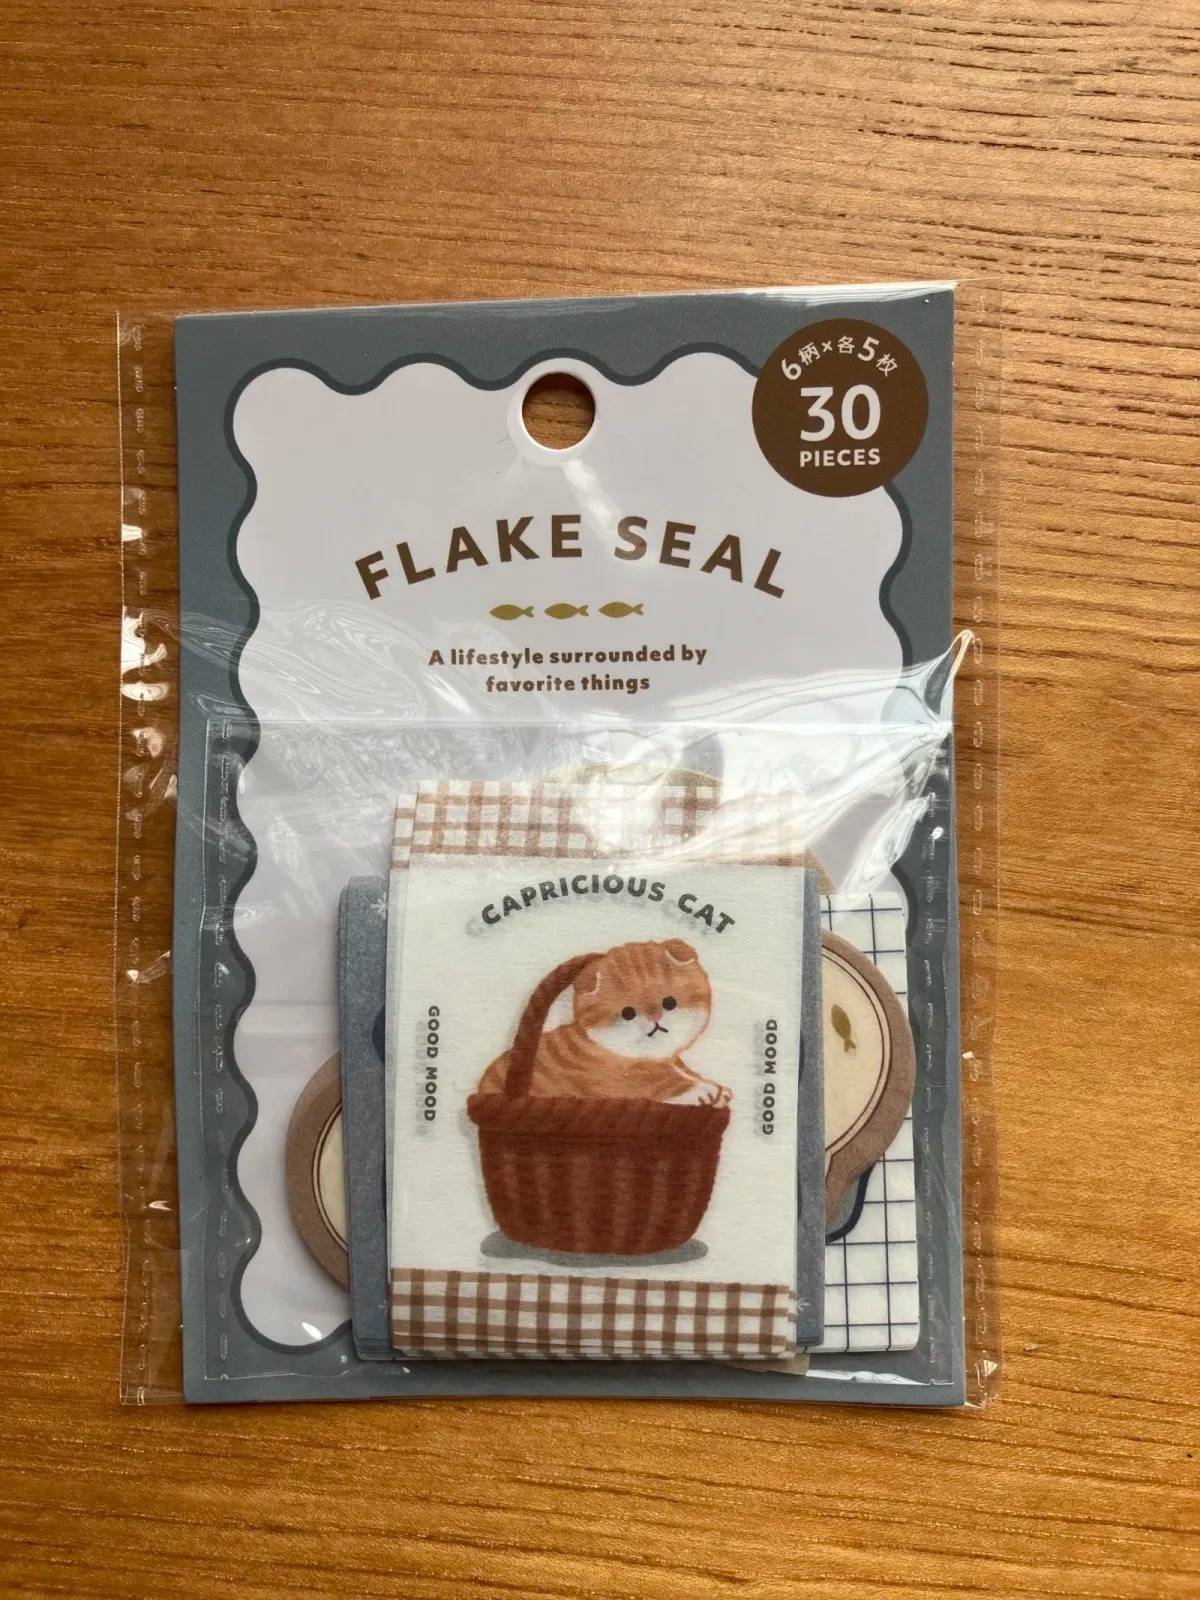 6柄×各5枚
30
PIECES
FLAKE SEAL
A lifestyle surrounded by
favorite things
CAPRICIOUS CAT
GOOD MOOD
GOOD MOOD